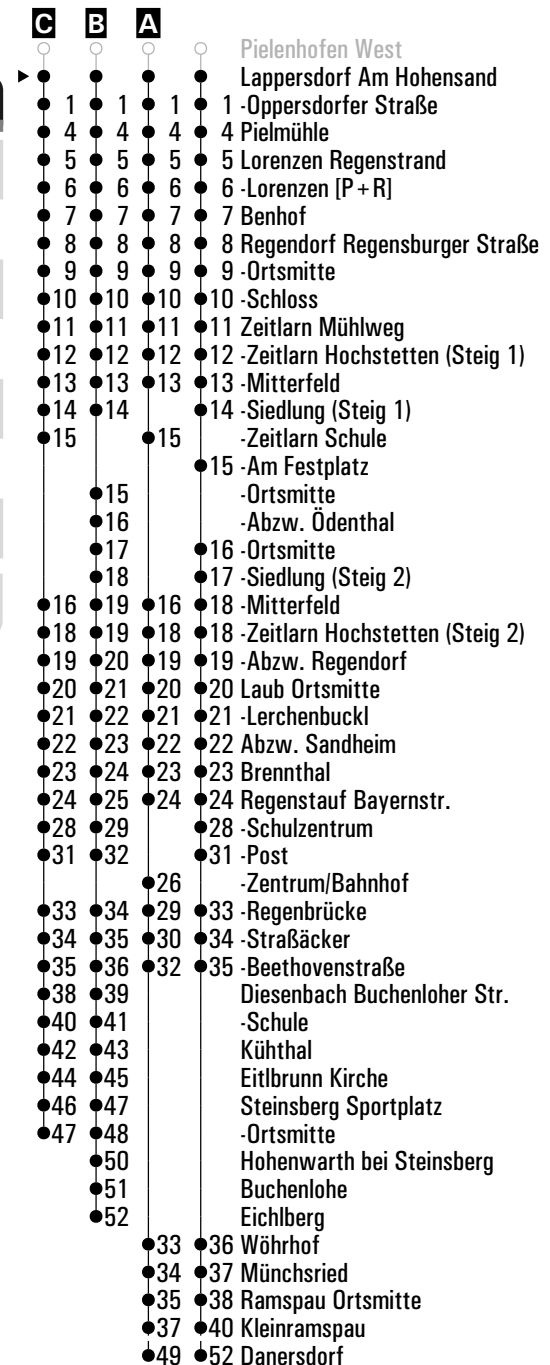 C B A
Pielenhofen West
Lappersdorf Am Hohensand
1 1 1 1 -Oppersdorfer Straße
4 4 4 4 Pielmühle
5 5 5 5 Lorenzen Regenstrand
6 6 6 6 -Lorenzen [P+R]
7 7 7 7 Benhof
8 8 8 8 Regendorf Regensburger Straße
9 9 9 9 -Ortsmitte
10 10 10 10 -Schloss
11 11 11 11 Zeitlarn Mühlweg
12 12 12 12 -Zeitlarn Hochstetten (Steig 1)
13 13 13 13 -Mitterfeld
14 14 14 -Siedlung (Steig 1)
15 15 -Zeitlarn Schule
15 -Am Festplatz
15 -Ortsmitte
16 -Abzw. Ödenthal
17 16 -Ortsmitte
18 17 -Siedlung (Steig 2)
16 19 16 18 -Mitterfeld
18 19 18 18 -Zeitlarn Hochstetten (Steig 2)
19 20 19 19 -Abzw. Regendorf
20 21 20 20 Laub Ortsmitte
21 22 21 21 -Lerchenbuckl
22 23 22 22 Abzw. Sandheim
23 24 23 23 Brennthal
24 25 24 24 Regenstauf Bayernstr.
28 29 28 -Schulzentrum
31 32 31 -Post
26 -Zentrum/Bahnhof
33 34 29 33 -Regenbrücke
34 35 30 34 -Straßäcker
35 36 32 35 -Beethovenstraße
38 39 Diesenbach Buchenloher Str.
40 41 -Schule
42 43 Kühthal
44 45 Eitlbrunn Kirche
46 47 Steinsberg Sportplatz
47 48 -Ortsmitte
50 Hohenwarth bei Steinsberg
51 Buchenlohe
52 Eichlberg
33 36 Wöhrhof
34 37 Münchsried
35 38 Ramspau Ortsmitte
37 40 Kleinramspau
49 52 Danersdorf